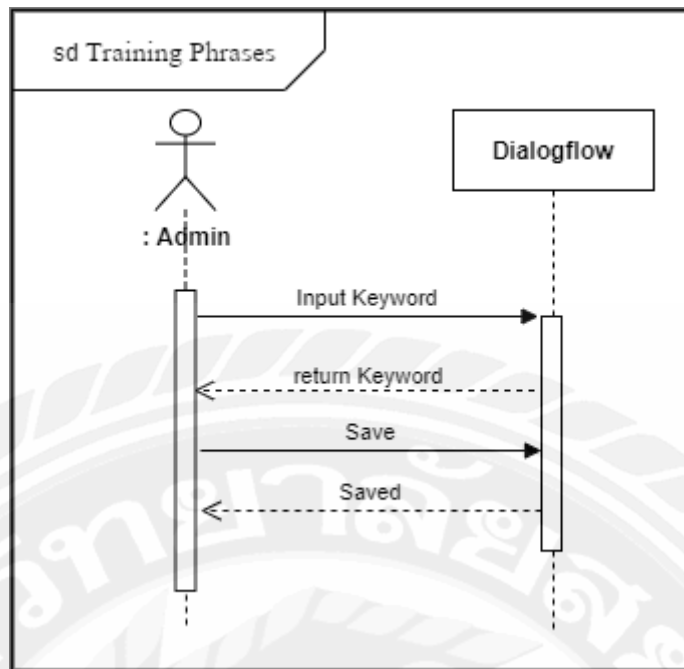 sd Training Phrases
Dialogflow
: Admin
Input Keyword
return Keyword
Save
Saved